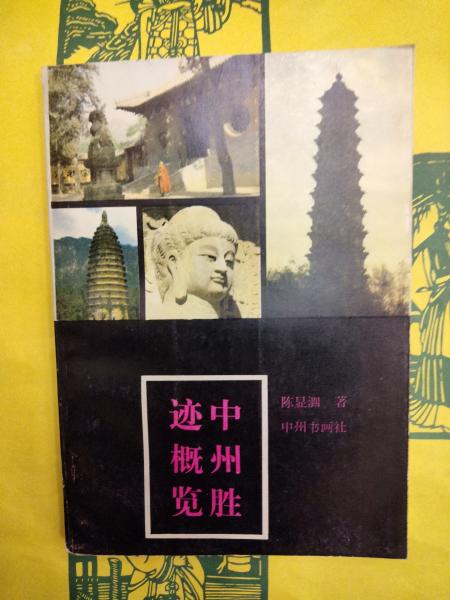 中州胜
迹概览
陈显泗 著
中州书画社